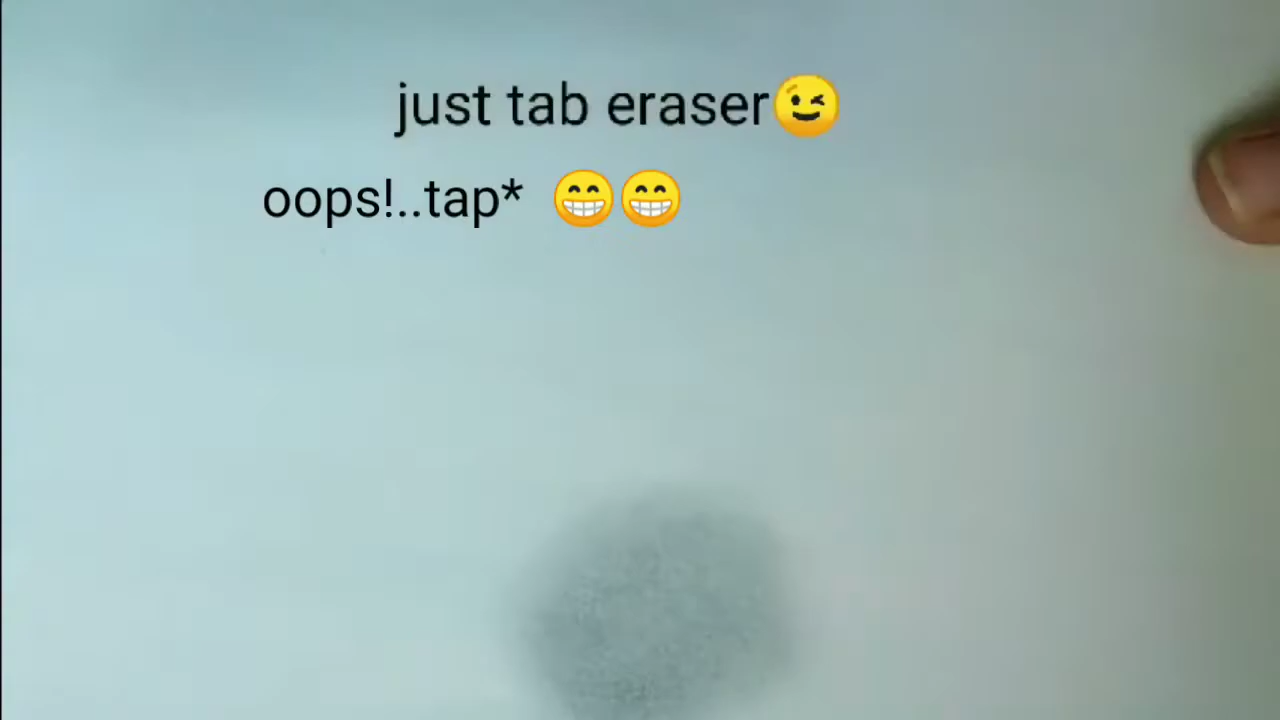 just tab eraser😉
oops!..tap* 😁😁